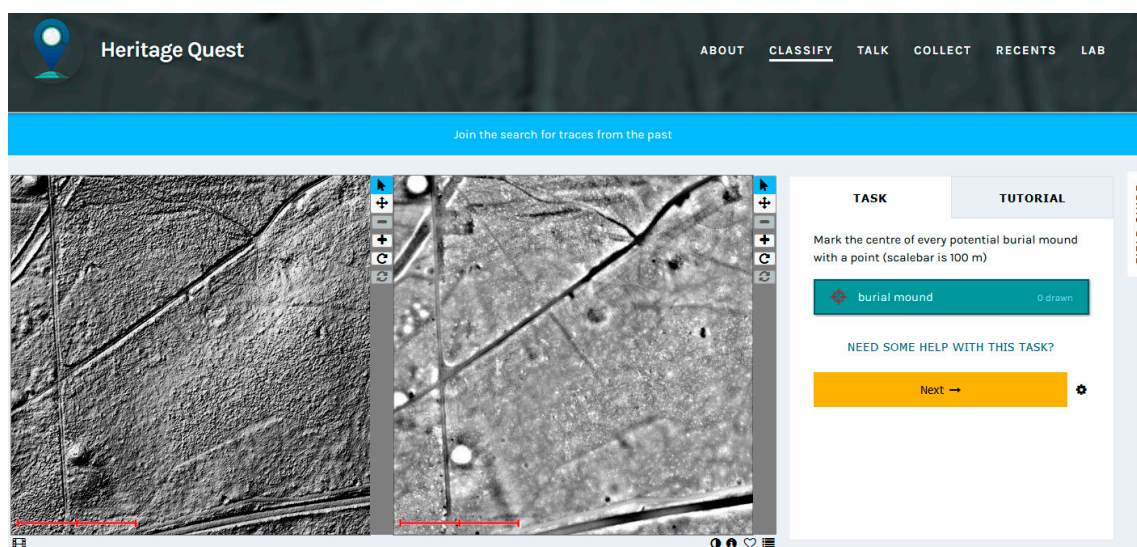 Heritage Quest
ABOUT CLASSIFY TALK COLLECT RECENTS LAB
Join the search for traces from the past
TASK TUTORIAL
Mark the centre of every potential burial mound
with a point (scalebar is 100 m)
burial mound 0 drawn
NEED SOME HELP WITH THIS TASK?
Next →